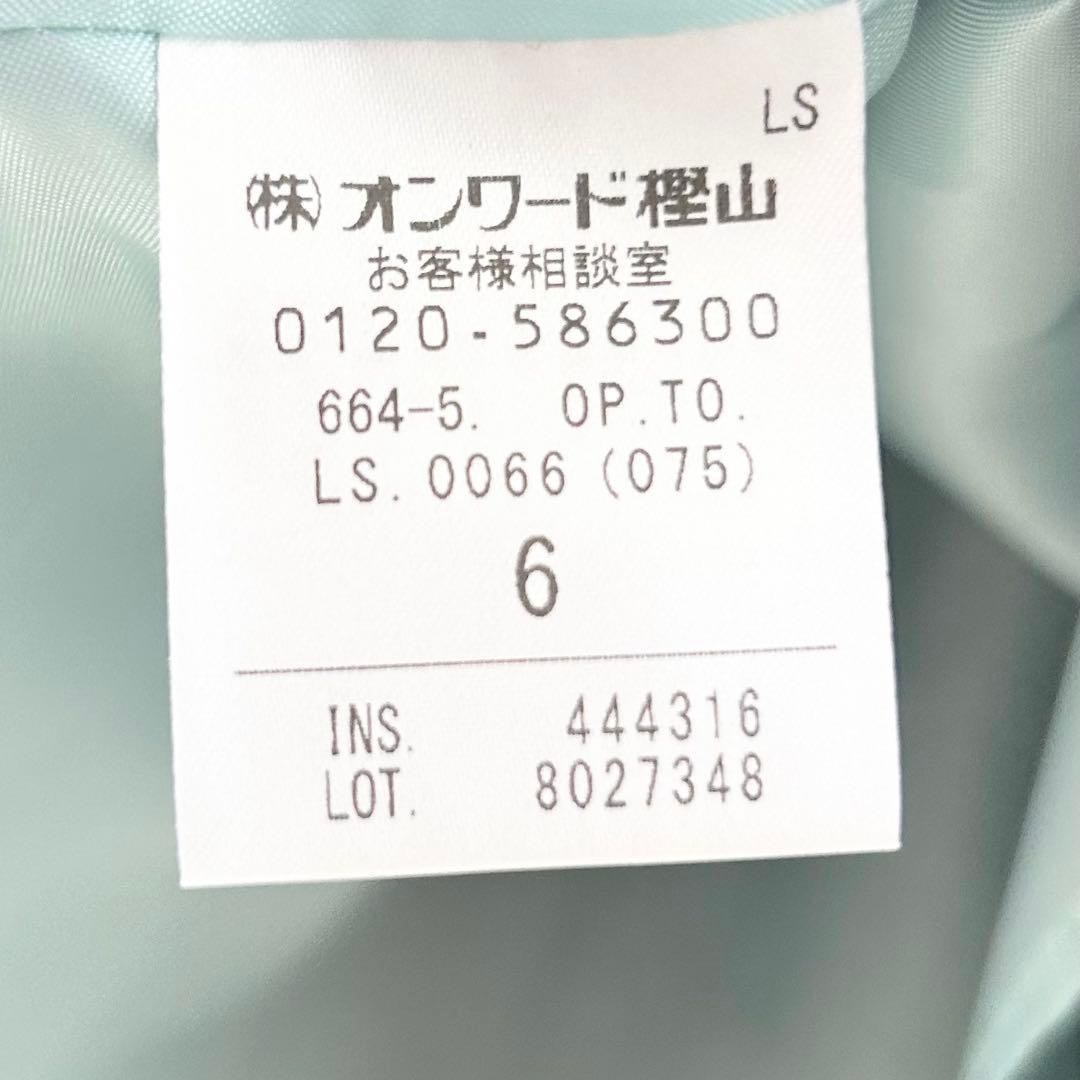 LS
㈱オンワード樫山
お客様相談室
0120-586300
664-5. OP.TO.
LS.0066(075)
6
INS. 444316
LOT. 8027348